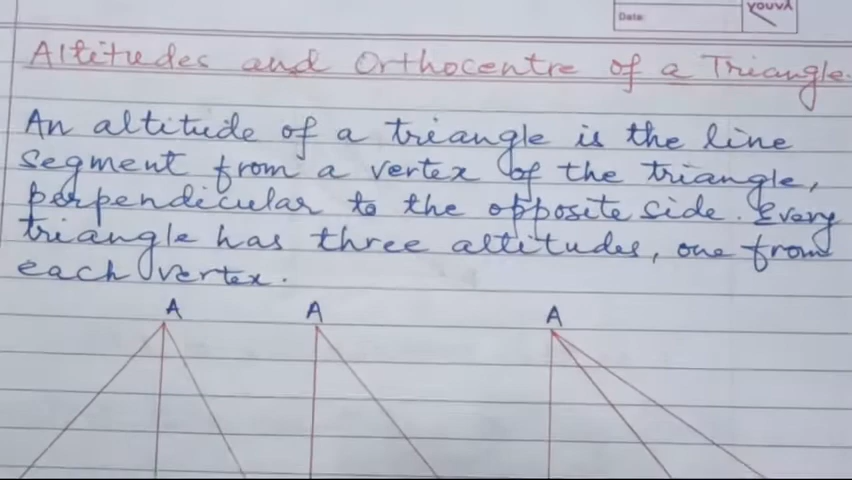 Date:
YOUVA
Altitudes and Orthocentre of a Triangle.
An altitude of a triangle is the line
segment from a vertex of the triangle,
perpendicular to the opposite side. Every
triangle has three altitudes, one from
each vertex.
A A A